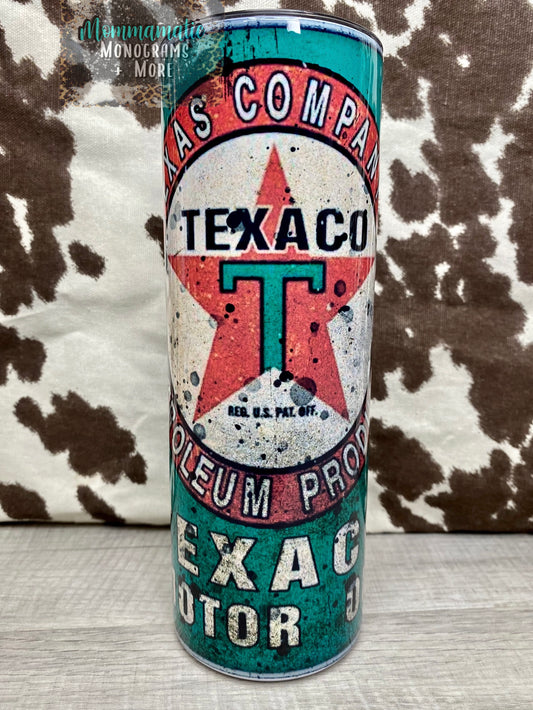 Mommamatic
Monograms
+ More
EXAS COMPAN
TEXACO
T
REG. U.S. PAT. OFF.
OLEUM PROD
EXAC
OTOR